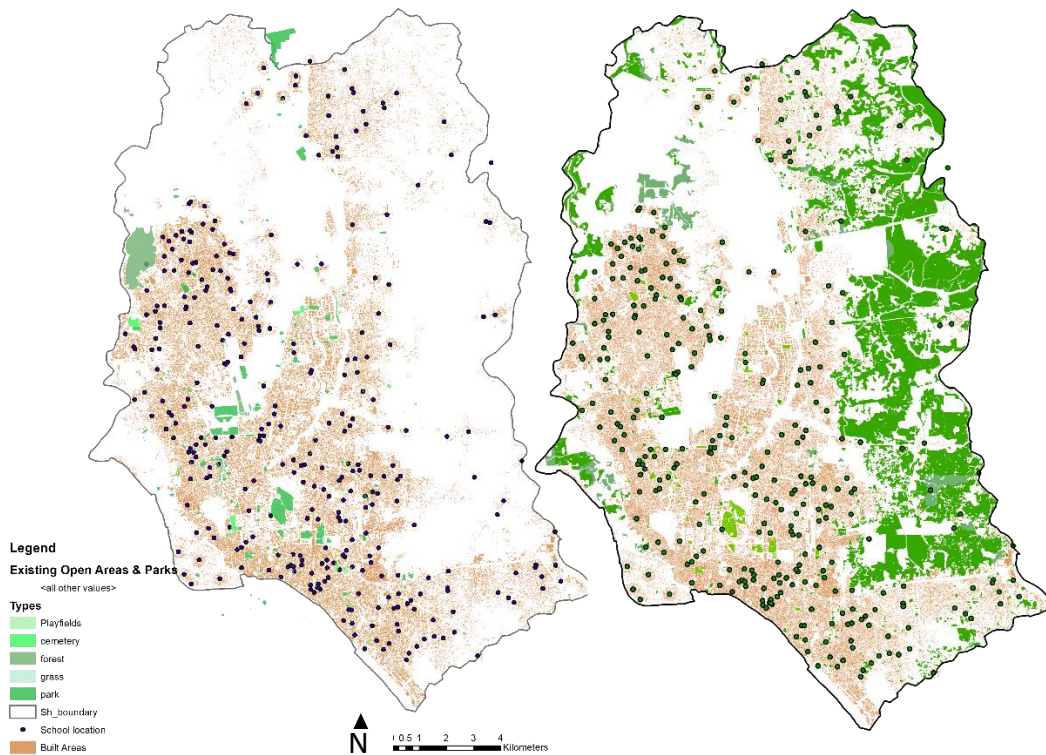 Legend
Existing Open Areas & Parks
<all other values>
Types
Playfields
cemetery
forest
grass
park
Sh_boundary
School location
Built Areas
N
0 0.5 1 2 3 4
Kilometers